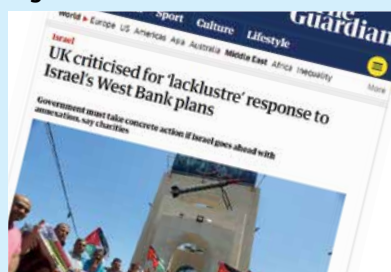 The
Guardian
Sport Culture Lifestyle
World Europe US Americas Asia Australia Middle East Africa Inequality
More
Israel
UK criticised for ‘lacklustre’ response to
Israel’s West Bank plans
Government must take concrete action if Israel goes ahead with
annexation, say charities